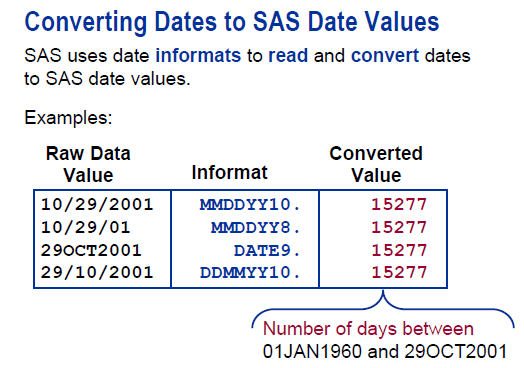 Converting Dates to SAS Date Values
SAS uses date informats to read and convert dates
to SAS date values.
Examples:
Raw Data Value Informat Converted Value
10/29/2001 MMDDYY10. 15277
10/29/01 MMDDYY8. 15277
29OCT2001 DATE9. 15277
29/10/2001 DDMMYY10. 15277
Number of days between
01JAN1960 and 29OCT2001